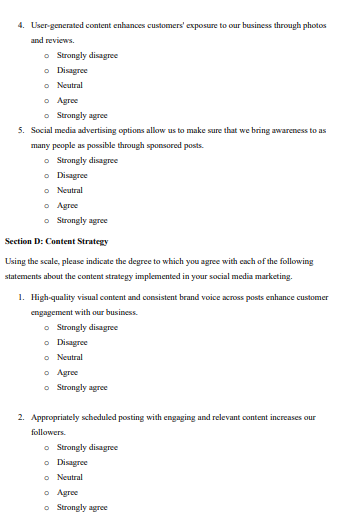 4. User-generated content enhances customers' exposure to our business through photos
and reviews.
o Strongly disagree
o Disagree
o Neutral
o Agree
o Strongly agree
5. Social media advertising options allow us to make sure that we bring awareness to as
many people as possible through sponsored posts.
o Strongly disagree
o Disagree
o Neutral
o Agree
o Strongly agree
Section D: Content Strategy
Using the scale, please indicate the degree to which you agree with each of the following
statements about the content strategy implemented in your social media marketing.
1. High-quality visual content and consistent brand voice across posts enhance customer
engagement with our business.
o Strongly disagree
o Disagree
o Neutral
o Agree
o Strongly agree
2. Appropriately scheduled posting with engaging and relevant content increases our
followers.
o Strongly disagree
o Disagree
o Neutral
o Agree
o Strongly agree